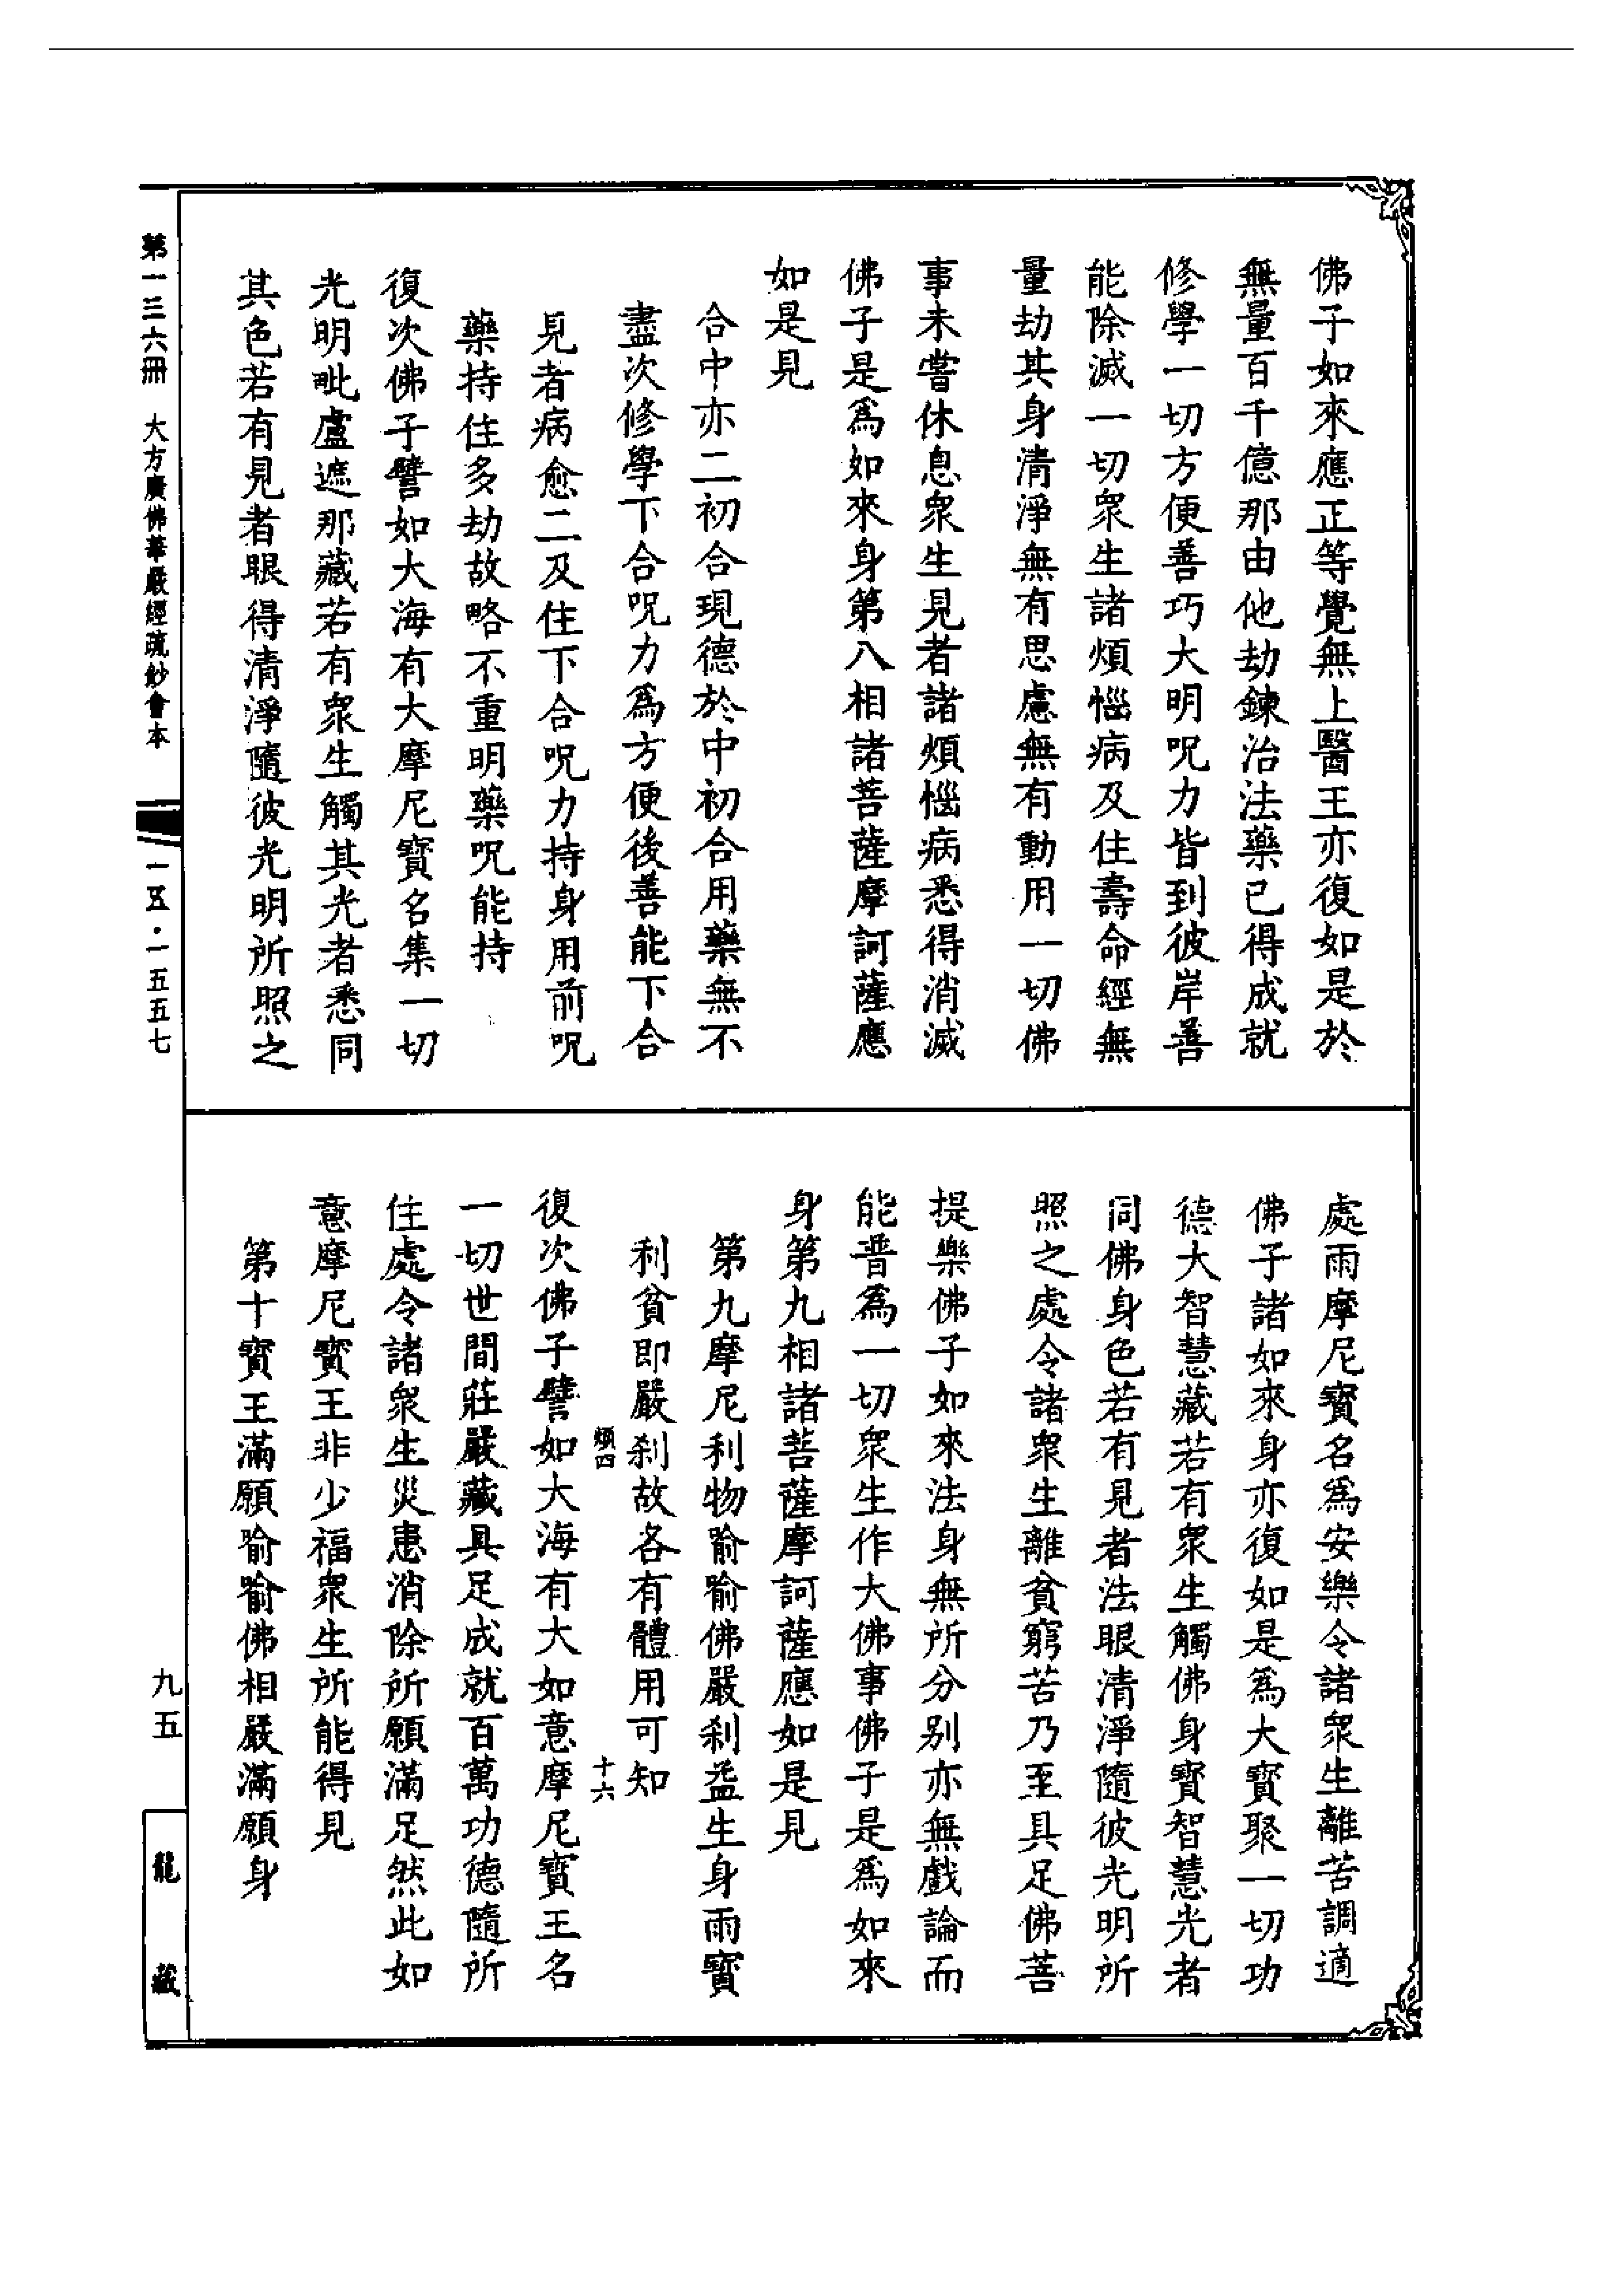 佛子如來應正等覺無上醫王亦復如是於
無量百千億那由他劫鍊治法藥已得成就
修學一切方便善巧大明呪力皆到彼岸善
能除滅一切眾生諸煩惱病及住壽命經無
量劫其身清淨無有思慮無有動用一切佛
事未嘗休息眾生見者諸煩惱病悉得消滅
佛子是為如來身第八相諸菩薩摩訶薩應
如是見
合中亦二初合現德於中初合用藥無不
盡次修學下合呪力為方便後善能下合
見者病愈二及住下合呪力持身用前呪
藥持住多劫故略不重明藥呪能持
復次佛子譬如大海有大摩尼寶名集一切
光明毗盧遮那藏若有眾生觸其光者悉同
其色若有見者眼得清淨隨彼光明所照之
處雨摩尼寶名為安樂令諸眾生離苦調適
佛子諸如來身亦復如是為大寶聚一切功
德大智慧藏若有眾生觸佛身寶智慧光者
同佛身色若有見者法眼清淨隨彼光明所
照之處令諸眾生離貧窮苦乃至具足佛菩
提樂佛子如來法身無所分別亦無戲論而
能普為一切眾生作大佛事佛子是為如來
身第九相諸菩薩摩訶薩應如是見
第九摩尼利物喻喻佛嚴剎益生身雨寶
利貧即嚴剎故各有體用可知
煩四 十六
復次佛子譬如大海有大如意摩尼寶王名
一切世間莊嚴藏具足成就百萬功德隨所
住處令諸眾生災患消除所願滿足然此如
意摩尼寶王非少福眾生所能得見
第十寶王滿願喻喻佛相嚴滿願身
第一三六冊 大方廣佛華嚴經疏鈔會本
一五·一五五七
九五
龍藏